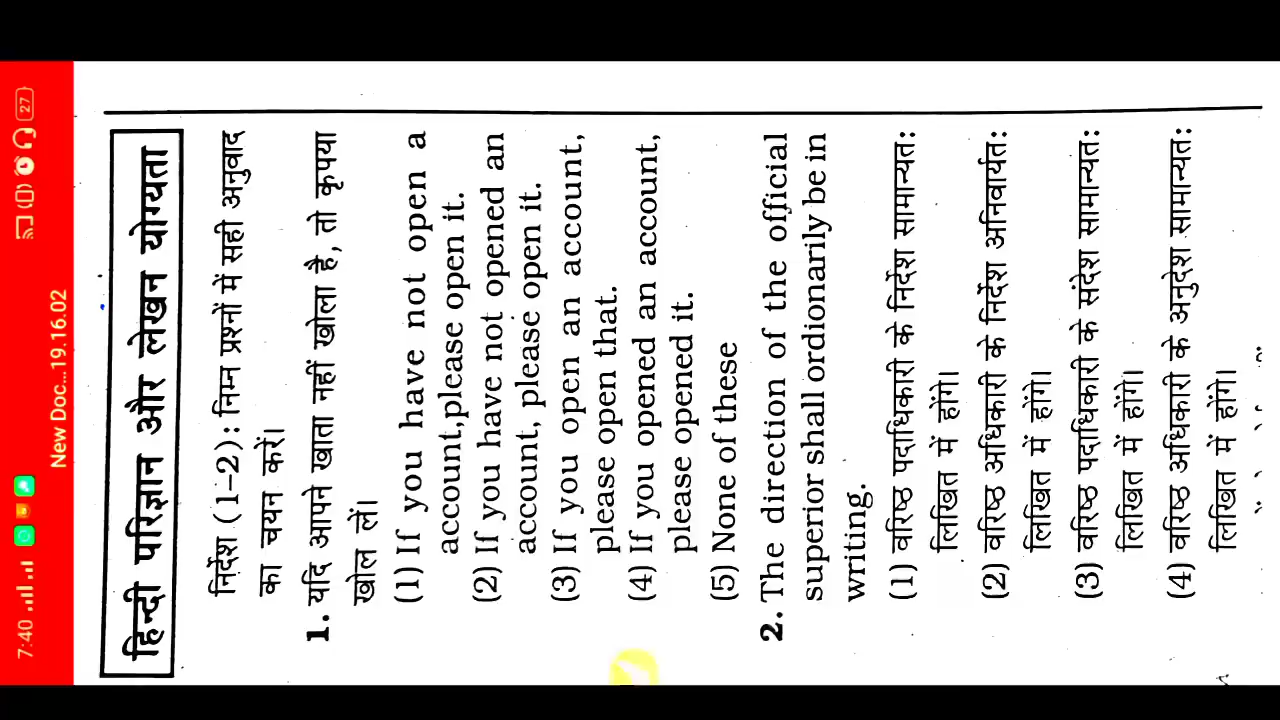 7:40
27
New Doc...19.16.02
हिन्दी परिज्ञान और लेखन योग्यता
निर्देश (1-2) : निम्न प्रश्नों में सही अनुवाद
का चयन करें।
1. यदि आपने खाता नहीं खोला है, तो कृपया
खोल लें।
(1) If you have not open a
account,please open it.
(2) If you have not opened an
account, please open it.
(3) If you open an account,
please open that.
(4) If you opened an account,
please opened it.
(5) None of these
2. The direction of the official
superior shall ordionarily be in
writing.
(1) वरिष्ठ पदाधिकारी के निर्देश सामान्यत:
लिखित में होंगे।
(2) वरिष्ठ अधिकारी के निर्देश अनिवार्यत:
लिखित में होंगे।
(3) वरिष्ठ पदाधिकारी के संदेश सामान्यत:
लिखित में होंगे।
(4) वरिष्ठ अधिकारी के अनुदेश सामान्यत:
लिखित में होंगे।